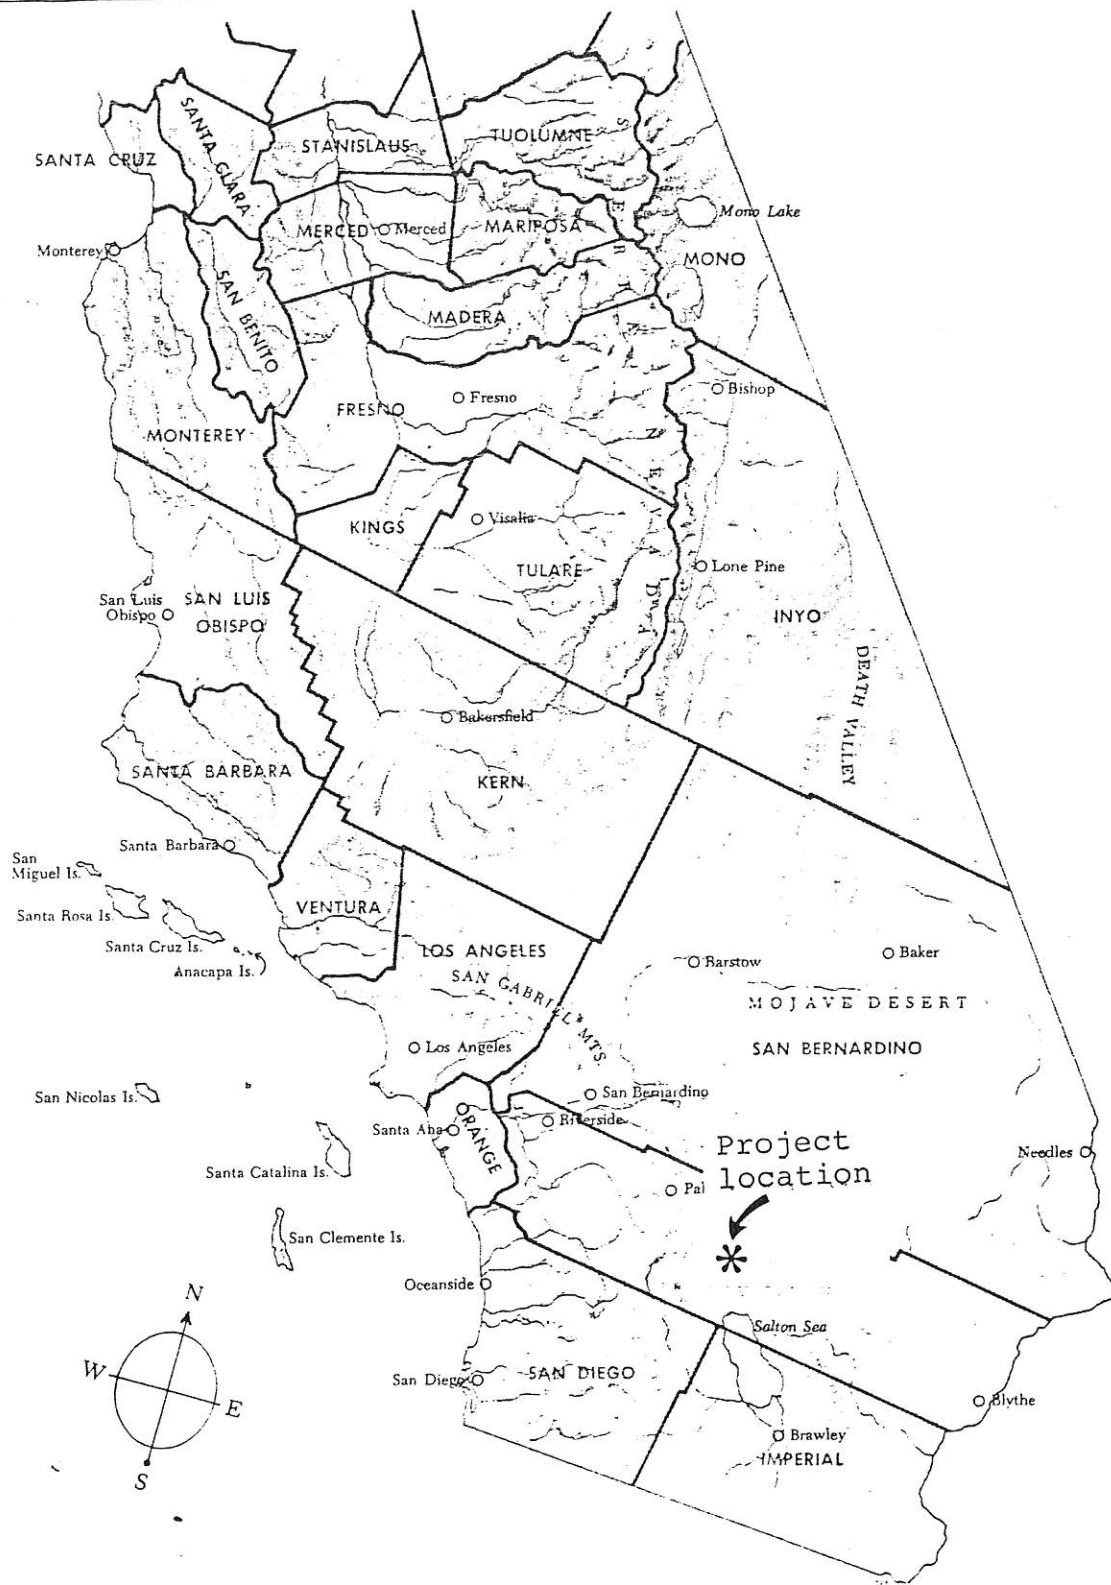 SANTA CRUZ
SANTA CLARA
STANISLAUS
TUOLUMNE
Mono Lake
MERCED
Merced
MARIPOSA
MONO
Monterey
SAN BENITO
MADERA
SIERRA NEVADA
Bishop
FRESNO
Fresno
MONTEREY
KINGS
Visalia
TULARE
Lone Pine
San Luis
Obispo
SAN LUIS
OBISPO
INYO
DEATH VALLEY
Bakersfield
SANTA BARBARA
KERN
Santa Barbara
San
Miguel Is.
Santa Rosa Is.
VENTURA
Santa Cruz Is.
Anacapa Is.
LOS ANGELES
SAN GABRIEL MTS.
Barstow
Baker
MOJAVE DESERT
Los Angeles
SAN BERNARDINO
San Nicolas Is.
San Bernardino
Riverside
Santa Ana
ORANGE
Project
location
Needles
Santa Catalina Is.
Pal
San Clemente Is.
*
Oceanside
Salton Sea
N
W
E
S
San Diego
SAN DIEGO
Blythe
Brawley
IMPERIAL